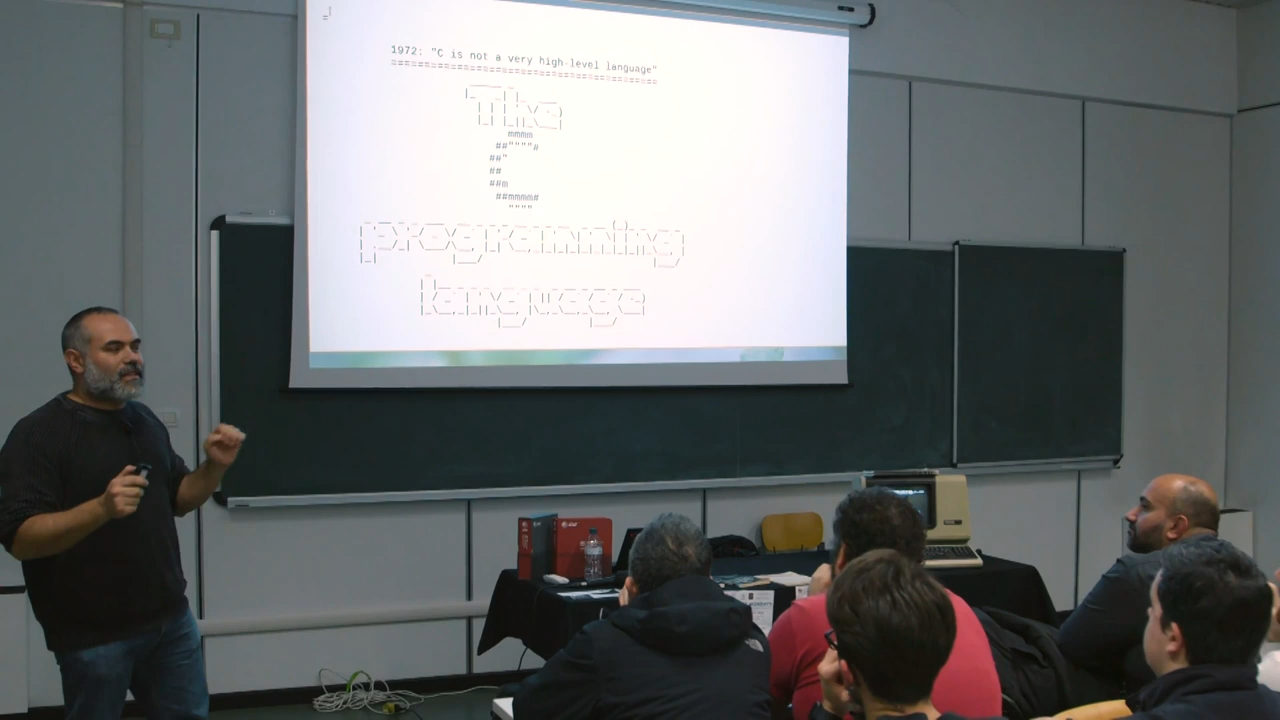 1972: "C is not a very high-level language"
The
C
programming
language